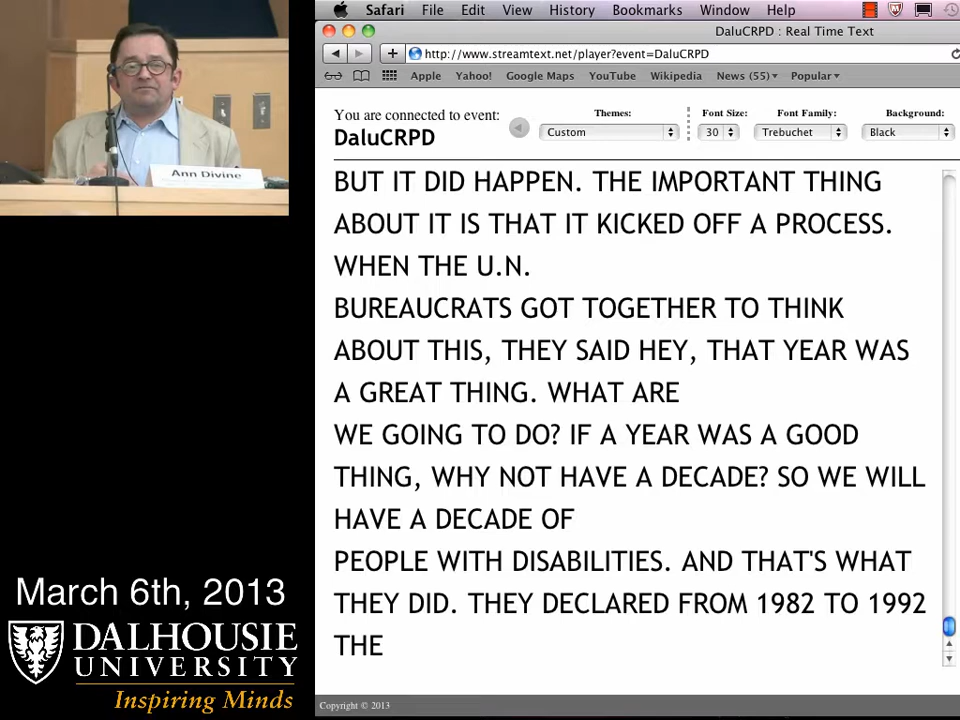 Safari File Edit View History Bookmarks Window Help
DaluCRPD : Real Time Text
http://www.streamtext.net/player?event=DaluCRPD
Apple Yahoo! Google Maps YouTube Wikipedia News (55) Popular
You are connected to event:
DaluCRPD
Themes: Font Size: Font Family: Background:
Custom 30 Trebuchet Black
BUT IT DID HAPPEN. THE IMPORTANT THING
ABOUT IT IS THAT IT KICKED OFF A PROCESS.
WHEN THE U.N.
BUREAUCRATS GOT TOGETHER TO THINK
ABOUT THIS, THEY SAID HEY, THAT YEAR WAS
A GREAT THING. WHAT ARE
WE GOING TO DO? IF A YEAR WAS A GOOD
THING, WHY NOT HAVE A DECADE? SO WE WILL
HAVE A DECADE OF
PEOPLE WITH DISABILITIES. AND THAT'S WHAT
THEY DID. THEY DECLARED FROM 1982 TO 1992
THE
Copyright © 2013
Ann Divine
March 6th, 2013
DALHOUSIE
UNIVERSITY
Inspiring Minds